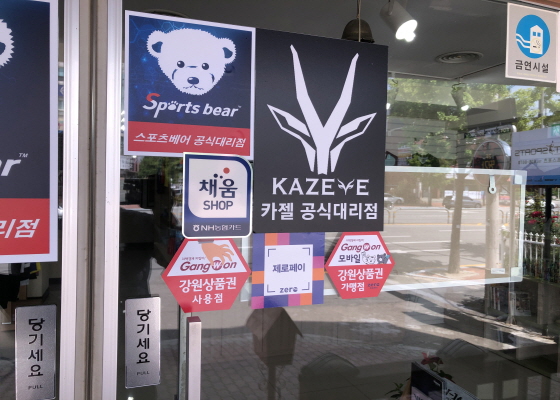 Sports bear
스포츠베어 공식대리점
채움
SHOP
NH농협카드
KAZEVE
카젤 공식대리점
금연시설
ear™
리점
GangWon
강원상품권
사용점
제로페이
zero
GangWon
모바일
강원상품권
가맹점
당기세요
PULL
당기세요
PULL